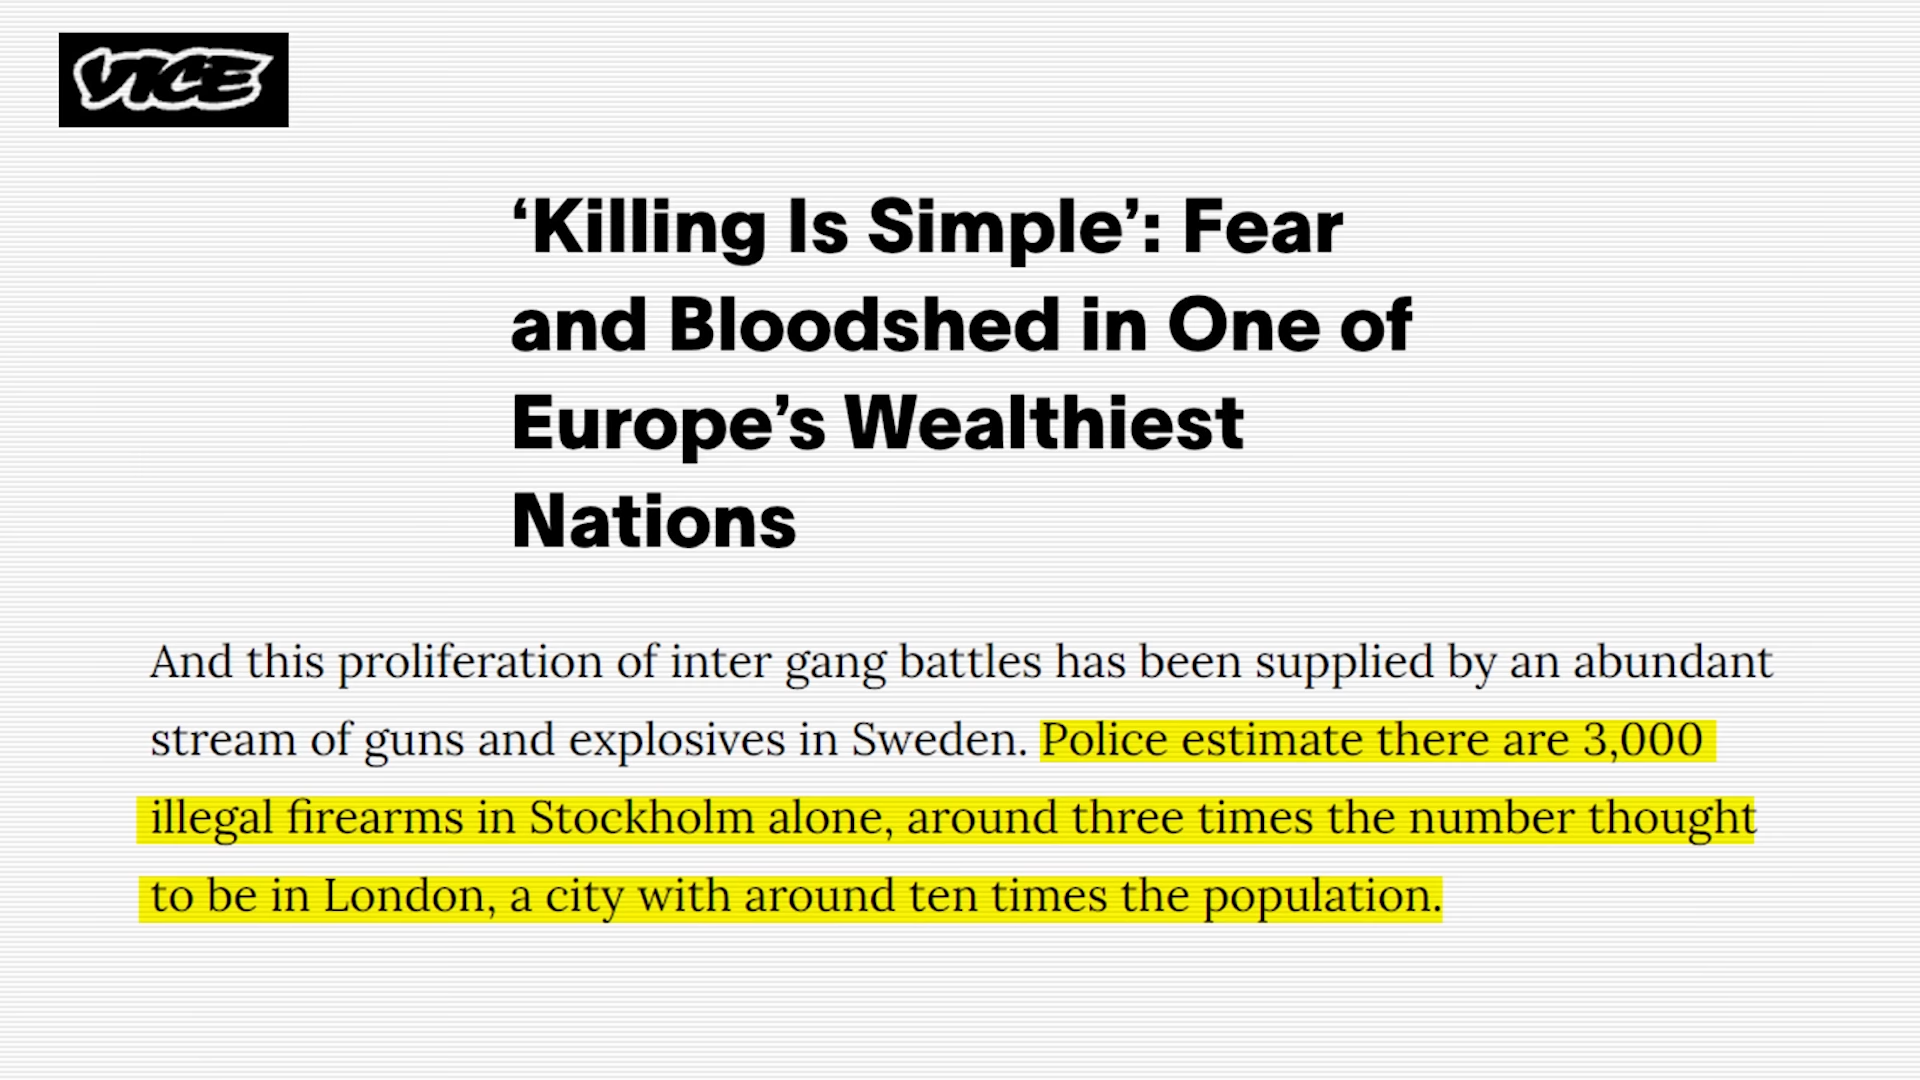 VICE
‘Killing Is Simple’: Fear
and Bloodshed in One of
Europe’s Wealthiest
Nations
And this proliferation of inter gang battles has been supplied by an abundant
stream of guns and explosives in Sweden. Police estimate there are 3,000
illegal firearms in Stockholm alone, around three times the number thought
to be in London, a city with around ten times the population.